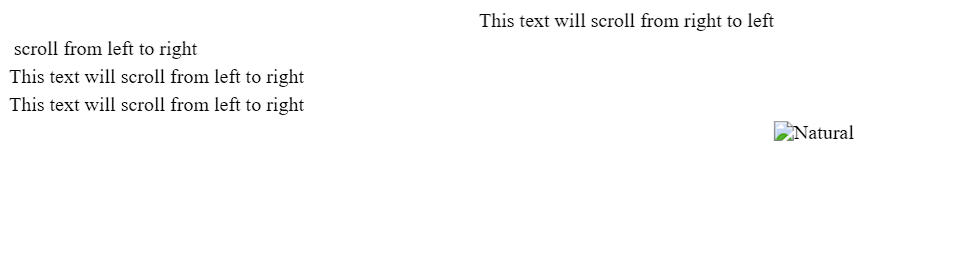 This text will scroll from right to left
scroll from left to right
This text will scroll from left to right
This text will scroll from left to right
Natural